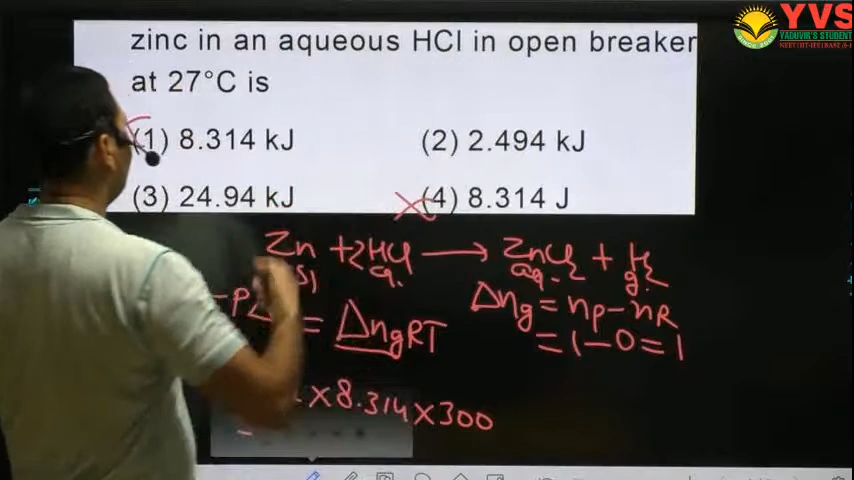 zinc in an aqueous HCl in open breaker
at 27°C is
(1) 8.314 kJ
(2) 2.494 kJ
(3) 24.94 kJ
(4) 8.314 J
Zn + 2HCl → ZnCl2 + H2
(s) aq. aq. g.
Δng = nP - nR
= 1 - 0 = 1
-P
= ΔngRT
× 8.314 × 300
YVS
YADUVIR'S STUDENT